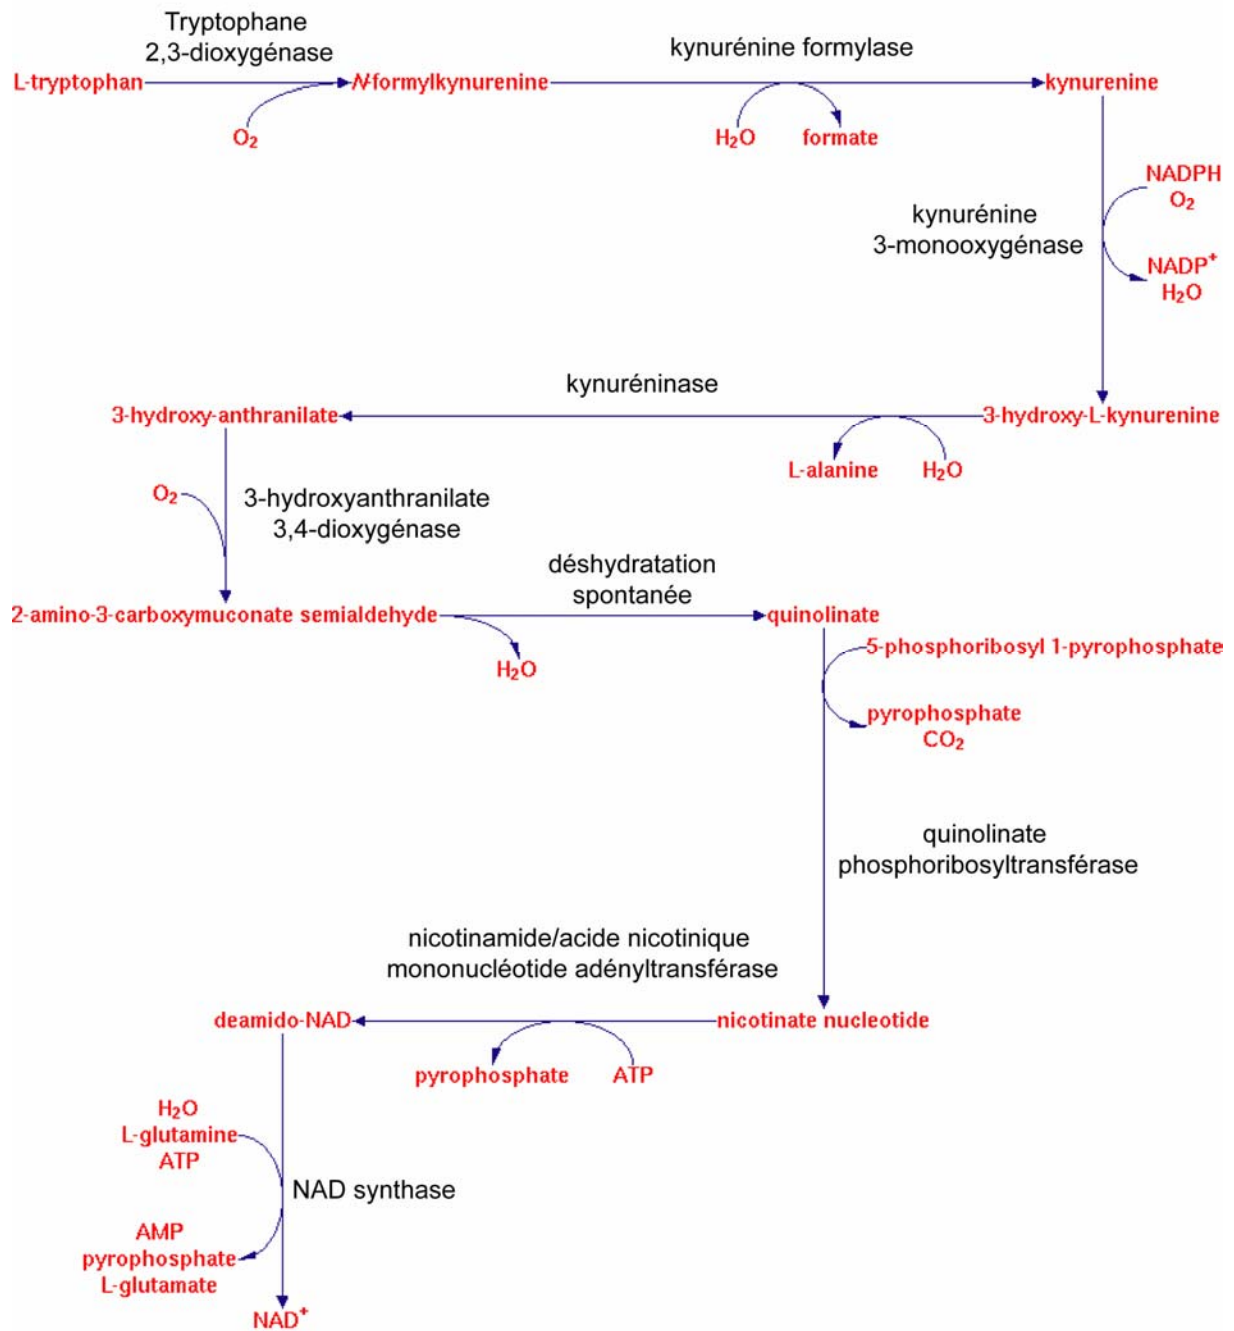 Tryptophane
2,3-dioxygénase
kynurénine formylase
L-tryptophan
N-formylkynurenine
kynurenine
O₂
H₂O
formate
NADPH
O₂
kynurénine
3-monooxygénase
NADP⁺
H₂O
kynuréninase
3-hydroxy-anthranilate
3-hydroxy-L-kynurenine
L-alanine
H₂O
O₂
3-hydroxyanthranilate
3,4-dioxygénase
déshydratation
spontanée
2-amino-3-carboxymuconate semialdehyde
quinolinate
H₂O
5-phosphoribosyl 1-pyrophosphate
pyrophosphate
CO₂
quinolinate
phosphoribosyltransférase
nicotinamide/acide nicotinique
mononucléotide adényltransférase
deamido-NAD
nicotinate nucleotide
pyrophosphate
ATP
H₂O
L-glutamine
ATP
NAD synthase
AMP
pyrophosphate
L-glutamate
NAD⁺